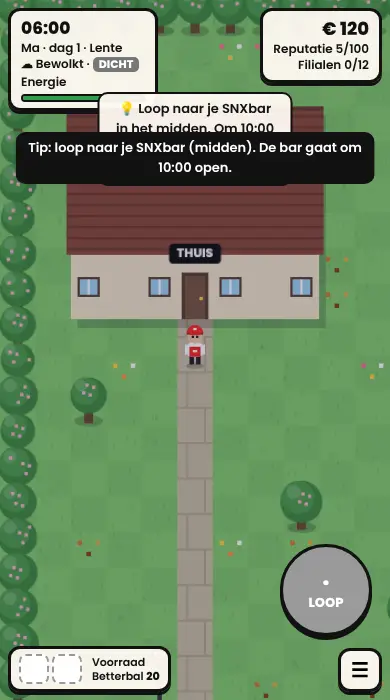 06:00
Ma · dag 1 · Lente
☁ Bewolkt · DICHT
Energie
€ 120
Reputatie 5/100
Filialen 0/12
💡 Loop naar je SNXbar
in het midden. Om 10:00
Tip: loop naar je SNXbar (midden). De bar gaat om
10:00 open.
THUIS
LOOP
Voorraad
Betterbal 20